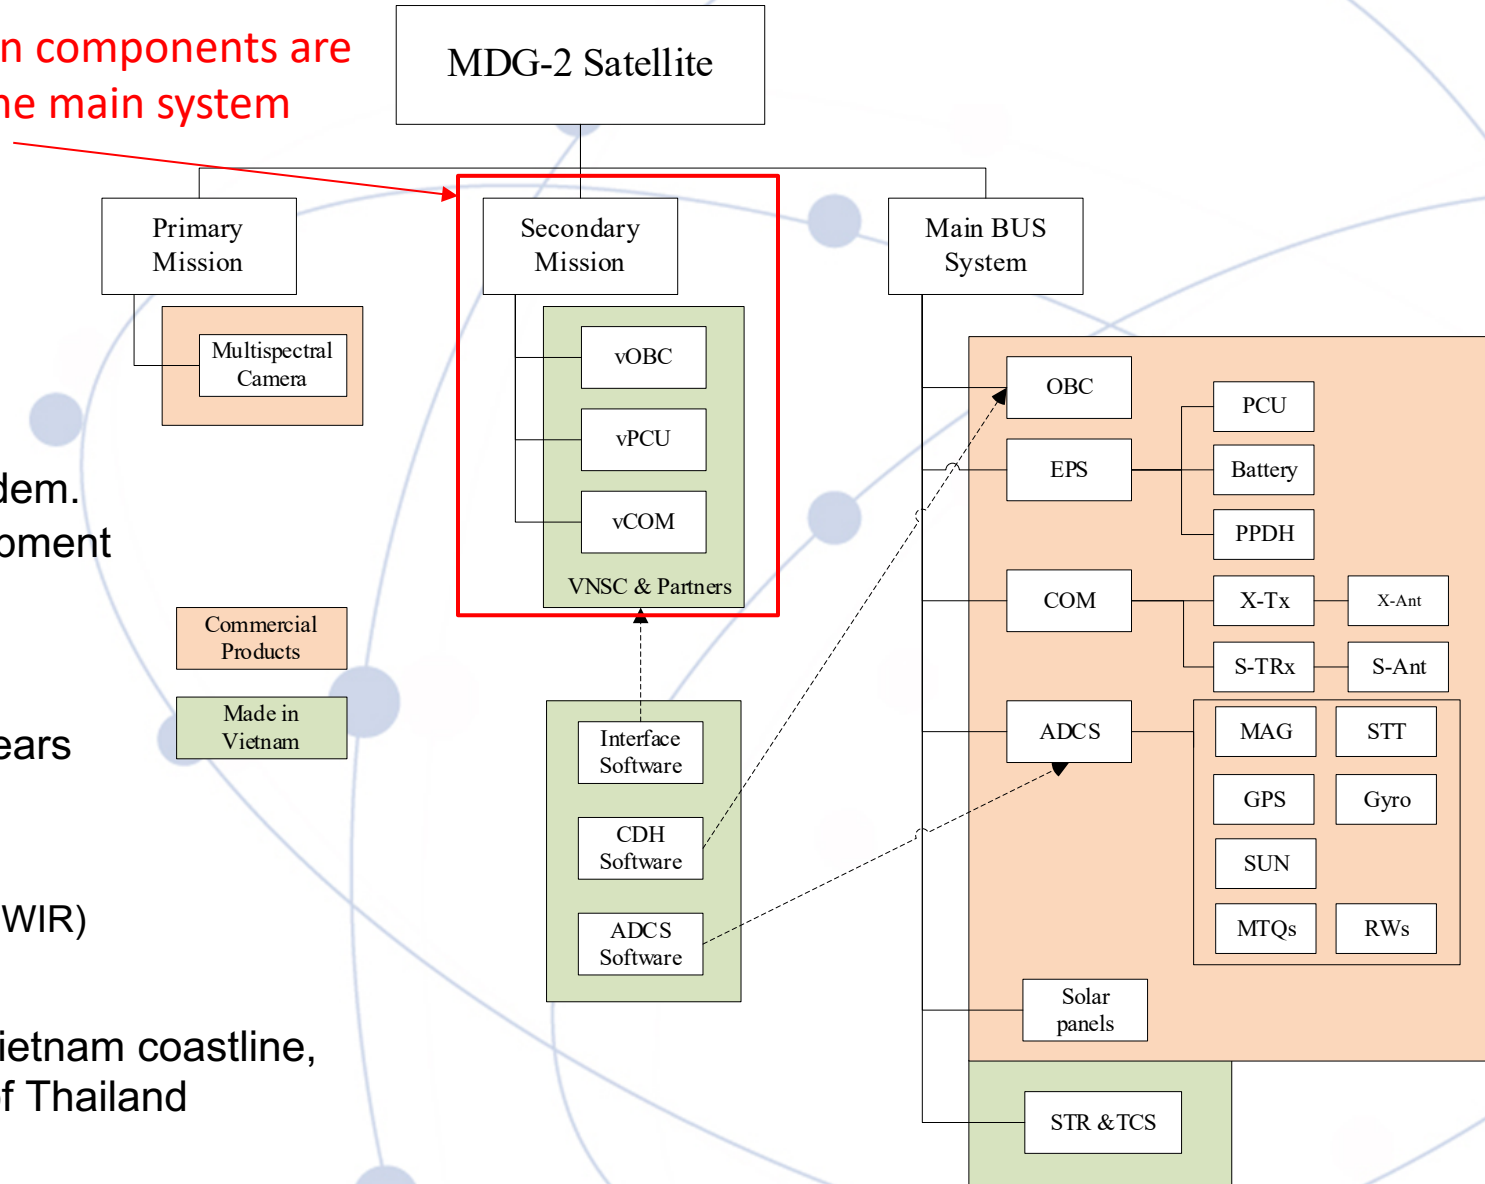 n components are
ne main system
MDG-2 Satellite
Primary
Mission
Secondary
Mission
Main BUS
System
Multispectral
Camera
vOBC
vPCU
vCOM
VNSC & Partners
OBC
PCU
EPS
Battery
PPDH
COM
X-Tx
X-Ant
S-TRx
S-Ant
ADCS
MAG
STT
GPS
Gyro
SUN
MTQs
RWs
Solar
panels
STR &TCS
dem.
pment
Commercial
Products
Made in
Vietnam
ears
Interface
Software
CDH
Software
ADCS
Software
WIR)
ietnam coastline,
of Thailand